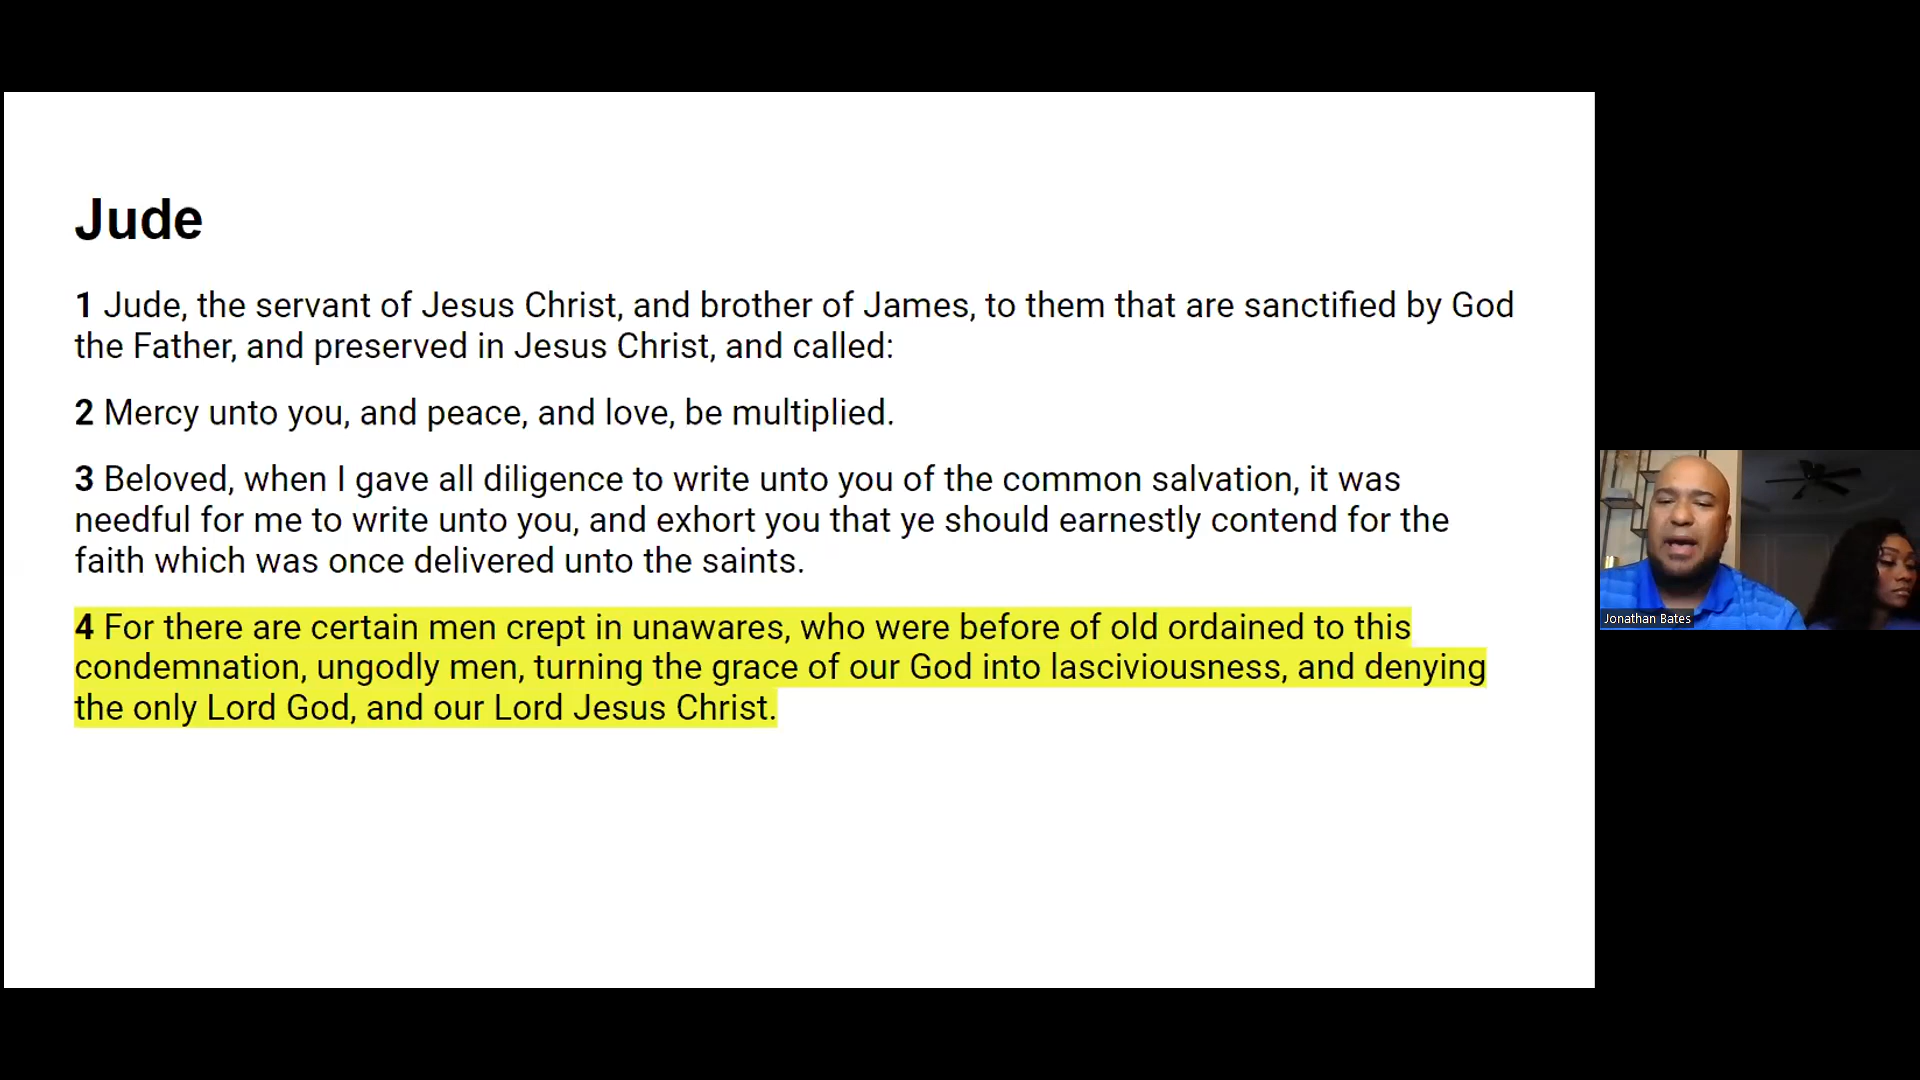 Jude
1 Jude, the servant of Jesus Christ, and brother of James, to them that are sanctified by God
the Father, and preserved in Jesus Christ, and called:
2 Mercy unto you, and peace, and love, be multiplied.
3 Beloved, when I gave all diligence to write unto you of the common salvation, it was
needful for me to write unto you, and exhort you that ye should earnestly contend for the
faith which was once delivered unto the saints.
4 For there are certain men crept in unawares, who were before of old ordained to this
condemnation, ungodly men, turning the grace of our God into lasciviousness, and denying
the only Lord God, and our Lord Jesus Christ.
Jonathan Bates